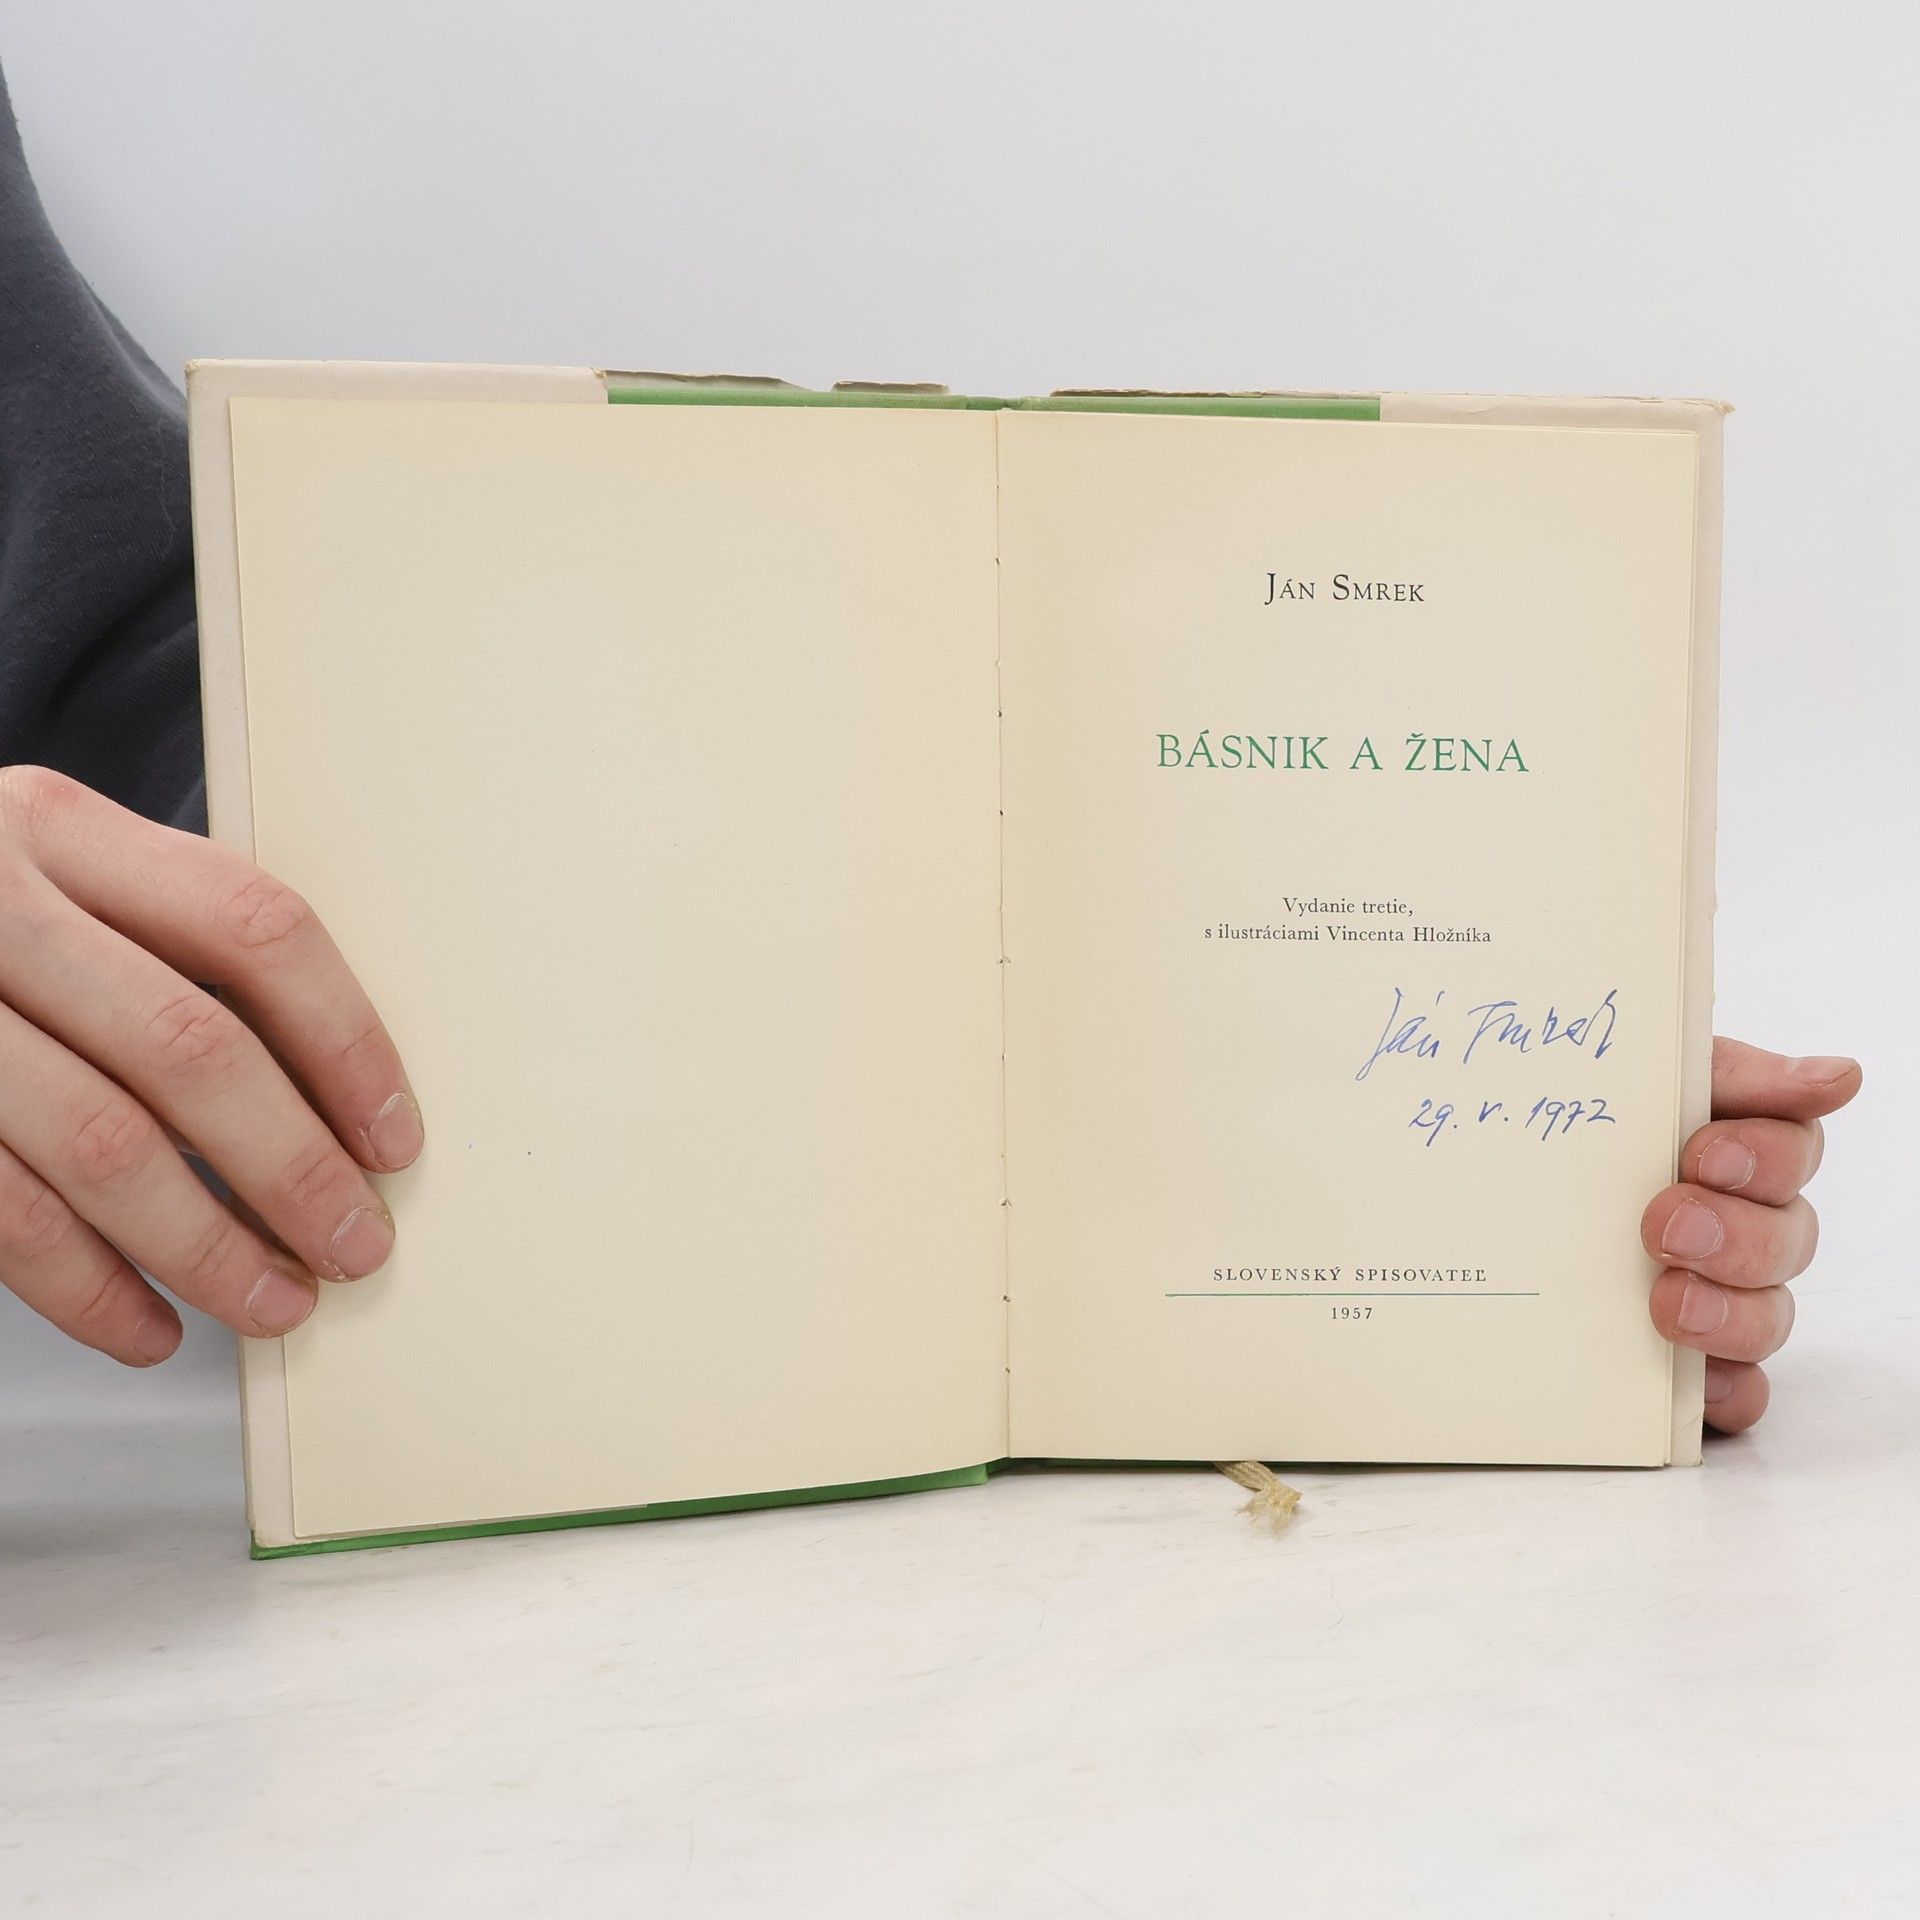 Ján Smrek
BÁSNIK A ŽENA
Vydanie tretie,
s ilustráciami Vincenta Hložníka
Ján Smrek
29. V. 1972
SLOVENSKÝ SPISOVATEĽ
1957